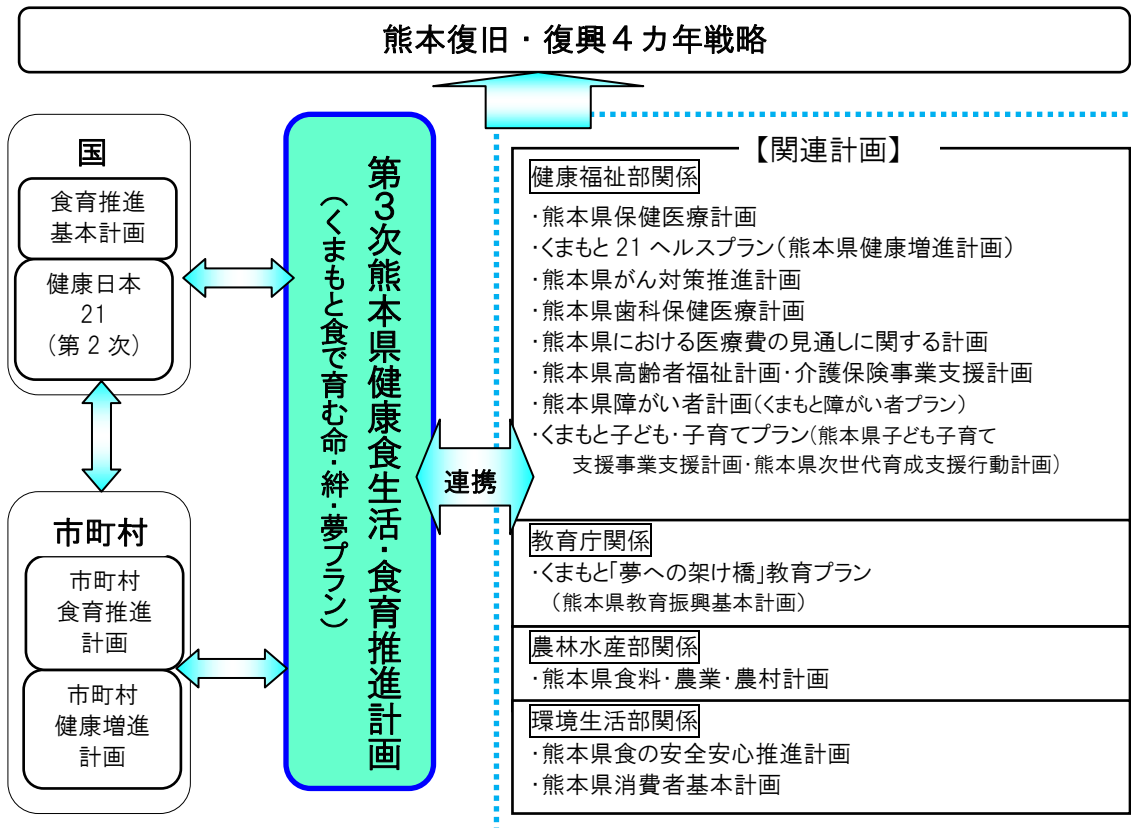 熊本復旧・復興4カ年戦略
国
食育推進
基本計画
健康日本
21
(第2次)
市町村
市町村
食育推進
計画
市町村
健康増進
計画
第3次熊本県健康食生活・食育推進計画
(くまもと食で育む命・絆・夢プラン)
連携
【関連計画】
健康福祉部関係
・熊本県保健医療計画
・くまもと21ヘルスプラン(熊本県健康増進計画)
・熊本県がん対策推進計画
・熊本県歯科保健医療計画
・熊本県における医療費の見通しに関する計画
・熊本県高齢者福祉計画・介護保険事業支援計画
・熊本県障がい者計画(くまもと障がい者プラン)
・くまもと子ども・子育てプラン(熊本県子ども子育て
支援事業支援計画・熊本県次世代育成支援行動計画)
教育庁関係
・くまもと「夢への架け橋」教育プラン
(熊本県教育振興基本計画)
農林水産部関係
・熊本県食料・農業・農村計画
環境生活部関係
・熊本県食の安全安心推進計画
・熊本県消費者基本計画